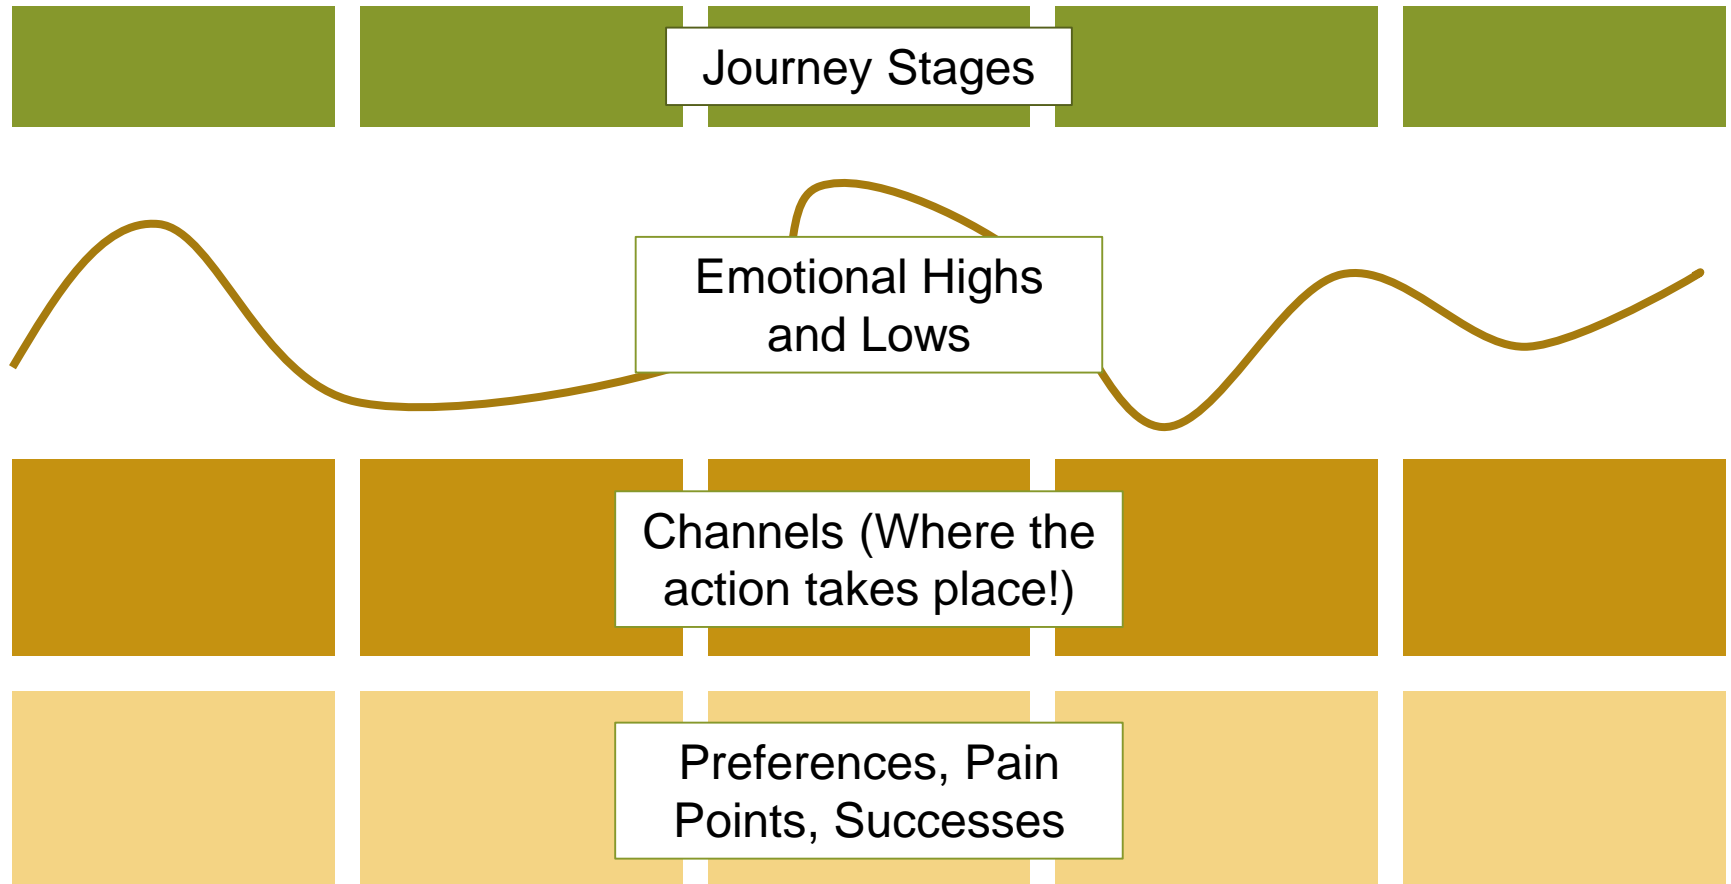 Journey Stages
Emotional Highs
and Lows
Channels (Where the
action takes place!)
Preferences, Pain
Points, Successes